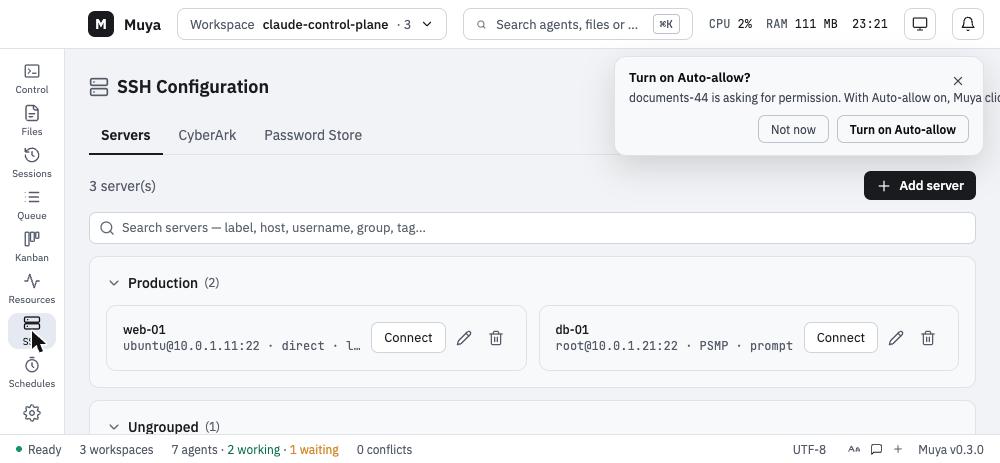 M Muya
Workspace claude-control-plane · 3
Search agents, files or ... ⌘K
CPU 2% RAM 111 MB 23:21
Control
Files
Sessions
Queue
Kanban
Resources
Schedules
SSH Configuration
Turn on Auto-allow?
documents-44 is asking for permission. With Auto-allow on, Muya
Not now
Turn on Auto-allow
Servers CyberArk Password Store
3 server(s)
+ Add server
Search servers — label, host, username, group, tag...
Production (2)
web-01
ubuntu@10.0.1.11:22 · direct · l…
Connect
db-01
root@10.0.1.21:22 · PSMP · prompt
Connect
Ungrouped (1)
Ready 3 workspaces 7 agents · 2 working · 1 waiting 0 conflicts
UTF-8 Aa + Muya v0.3.0